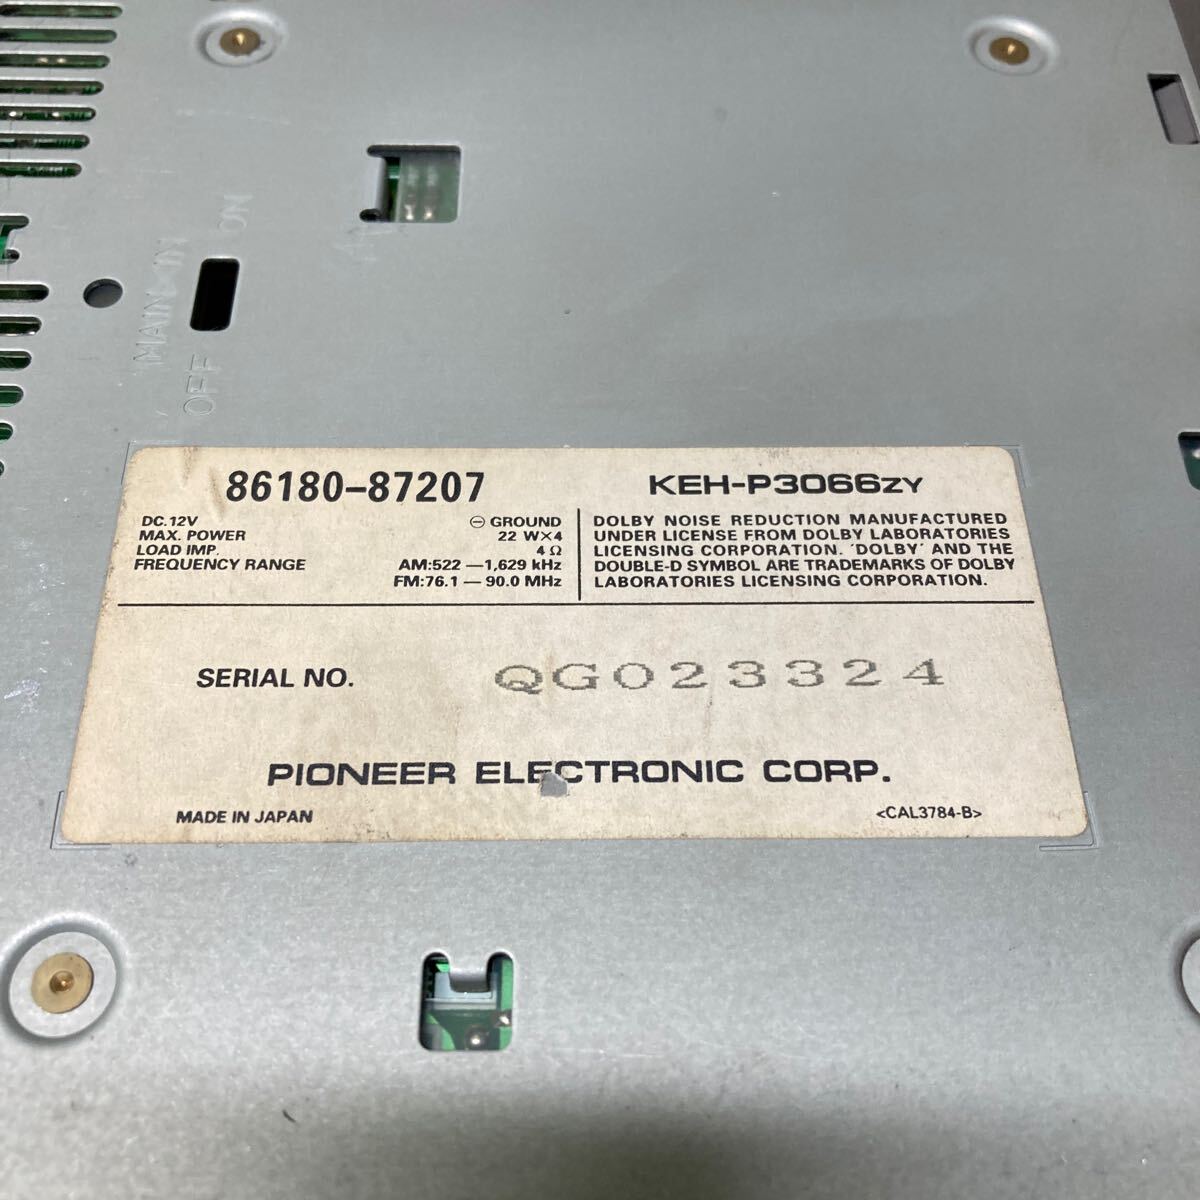 ON
MAIN-IN
OFF
86180-87207
KEH-P3066ZY
DC.12V ⊖ GROUND
MAX. POWER 22 W×4
LOAD IMP. 4 Ω
FREQUENCY RANGE AM:522 —1,629 kHz
FM:76.1 — 90.0 MHz
DOLBY NOISE REDUCTION MANUFACTURED
UNDER LICENSE FROM DOLBY LABORATORIES
LICENSING CORPORATION. 'DOLBY' AND THE
DOUBLE-D SYMBOL ARE TRADEMARKS OF DOLBY
LABORATORIES LICENSING CORPORATION.
SERIAL NO. QG023324
PIONEER ELECTRONIC CORP.
MADE IN JAPAN
<CAL3784-B>